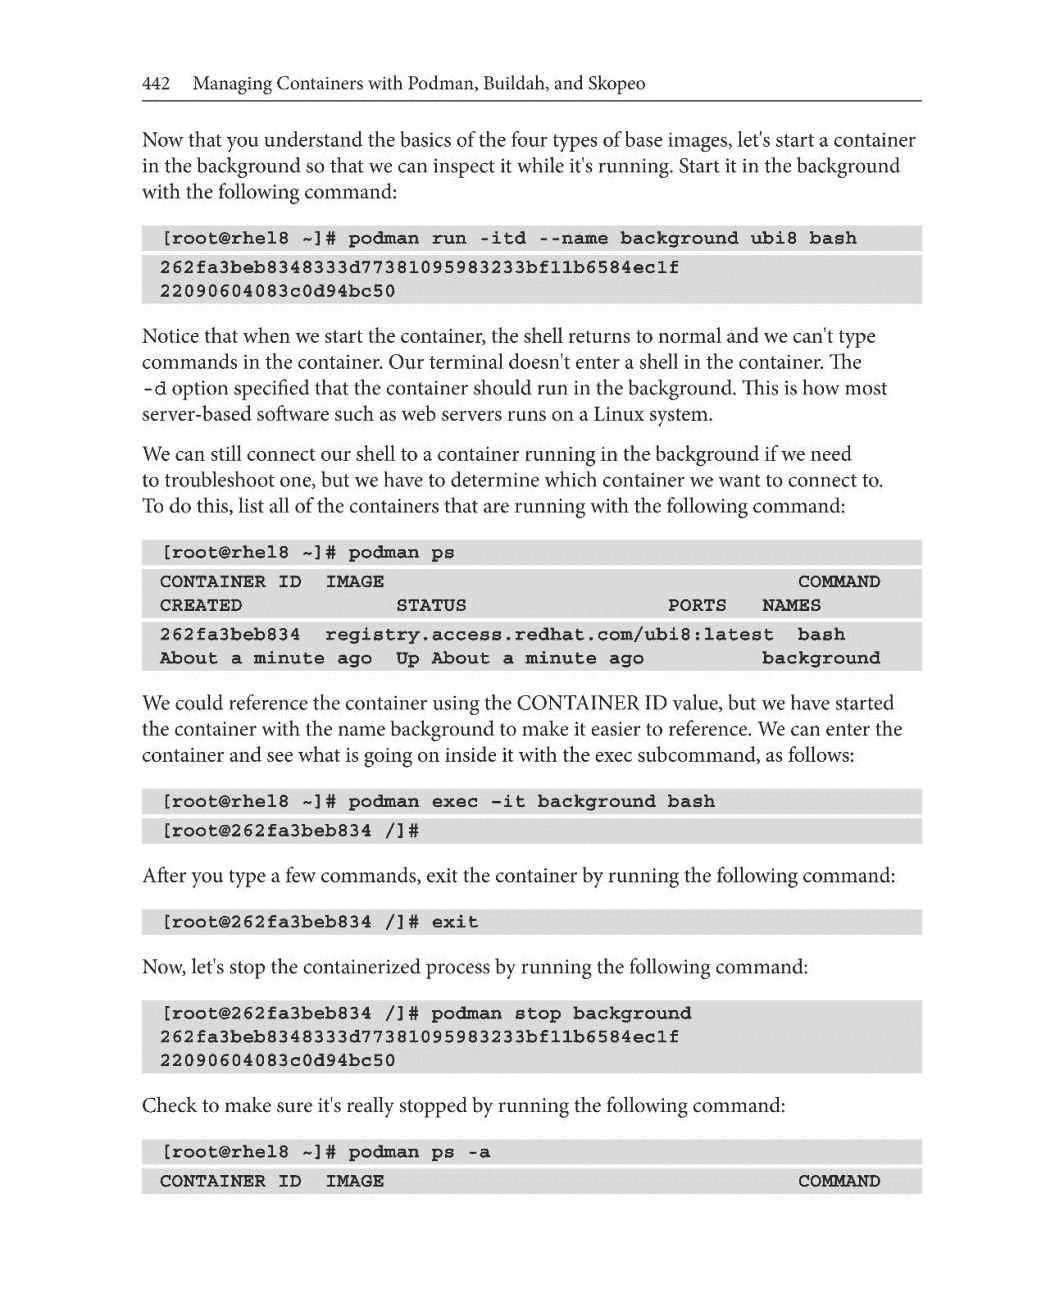 442 Managing Containers with Podman, Buildah, and Skopeo
Now that you understand the basics of the four types of base images, let's start a container
in the background so that we can inspect it while it's running. Start it in the background
with the following command:
[root@rhel8 ~]# podman run -itd --name background ubi8 bash
262fa3beb8348333d77381095983233bf11b6584ec1f
22090604083c0d94bc50
Notice that when we start the container, the shell returns to normal and we can't type
commands in the container. Our terminal doesn't enter a shell in the container. The
-d option specified that the container should run in the background. This is how most
server-based software such as web servers runs on a Linux system.
We can still connect our shell to a container running in the background if we need
to troubleshoot one, but we have to determine which container we want to connect to.
To do this, list all of the containers that are running with the following command:
[root@rhel8 ~]# podman ps
CONTAINER ID IMAGE COMMAND
CREATED STATUS PORTS NAMES
262fa3beb834 registry.access.redhat.com/ubi8:latest bash
About a minute ago Up About a minute ago background
We could reference the container using the CONTAINER ID value, but we have started
the container with the name background to make it easier to reference. We can enter the
container and see what is going on inside it with the exec subcommand, as follows:
[root@rhel8 ~]# podman exec -it background bash
[root@262fa3beb834 /]#
After you type a few commands, exit the container by running the following command:
[root@262fa3beb834 /]# exit
Now, let's stop the containerized process by running the following command:
[root@262fa3beb834 /]# podman stop background
262fa3beb8348333d77381095983233bf11b6584ec1f
22090604083c0d94bc50
Check to make sure it's really stopped by running the following command:
[root@rhel8 ~]# podman ps -a
CONTAINER ID IMAGE COMMAND